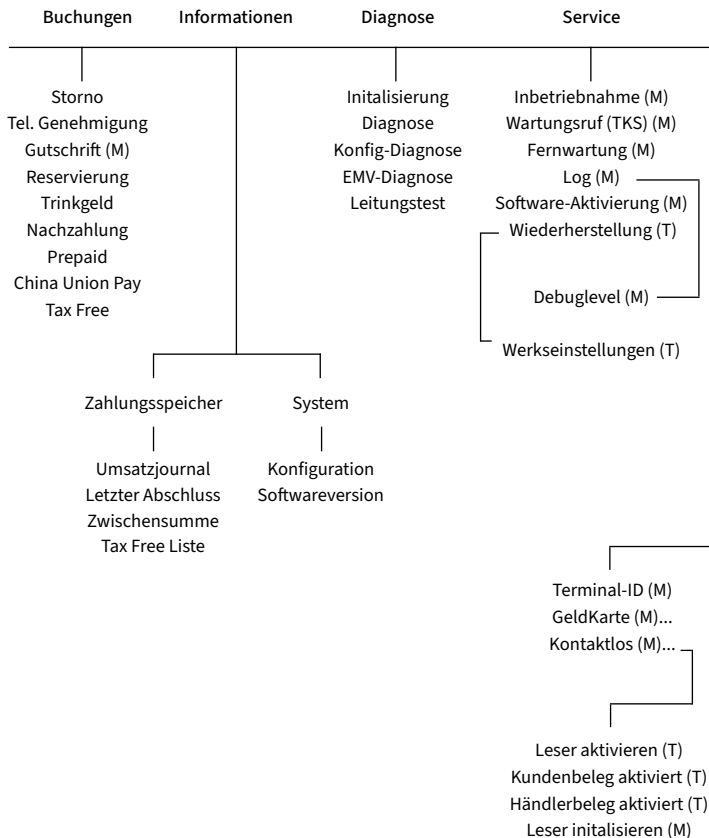 Buchungen
Informationen
Diagnose
Service
Storno
Tel. Genehmigung
Gutschrift (M)
Reservierung
Trinkgeld
Nachzahlung
Prepaid
China Union Pay
Tax Free
Initalisierung
Diagnose
Konfig-Diagnose
EMV-Diagnose
Leitungstest
Inbetriebnahme (M)
Wartungsruf (TKS) (M)
Fernwartung (M)
Log (M)
Software-Aktivierung (M)
Wiederherstellung (T)
Debuglevel (M)
Werkseinstellungen (T)
Zahlungsspeicher
System
Umsatzjournal
Letzter Abschluss
Zwischensumme
Tax Free Liste
Konfiguration
Softwareversion
Terminal-ID (M)
GeldKarte (M)...
Kontaktlos (M)...
Leser aktivieren (T)
Kundenbeleg aktiviert (T)
Händlerbeleg aktiviert (T)
Leser initalisieren (M)